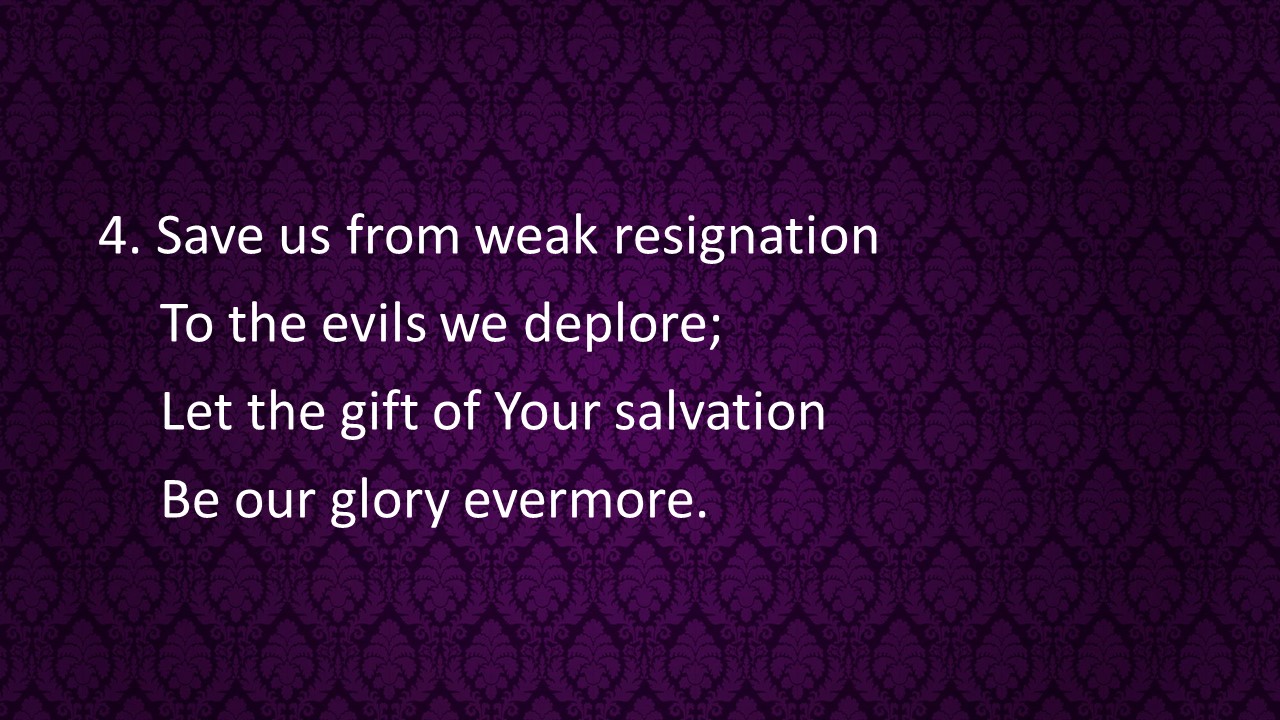 4. Save us from weak resignation
To the evils we deplore;
Let the gift of Your salvation
Be our glory evermore.